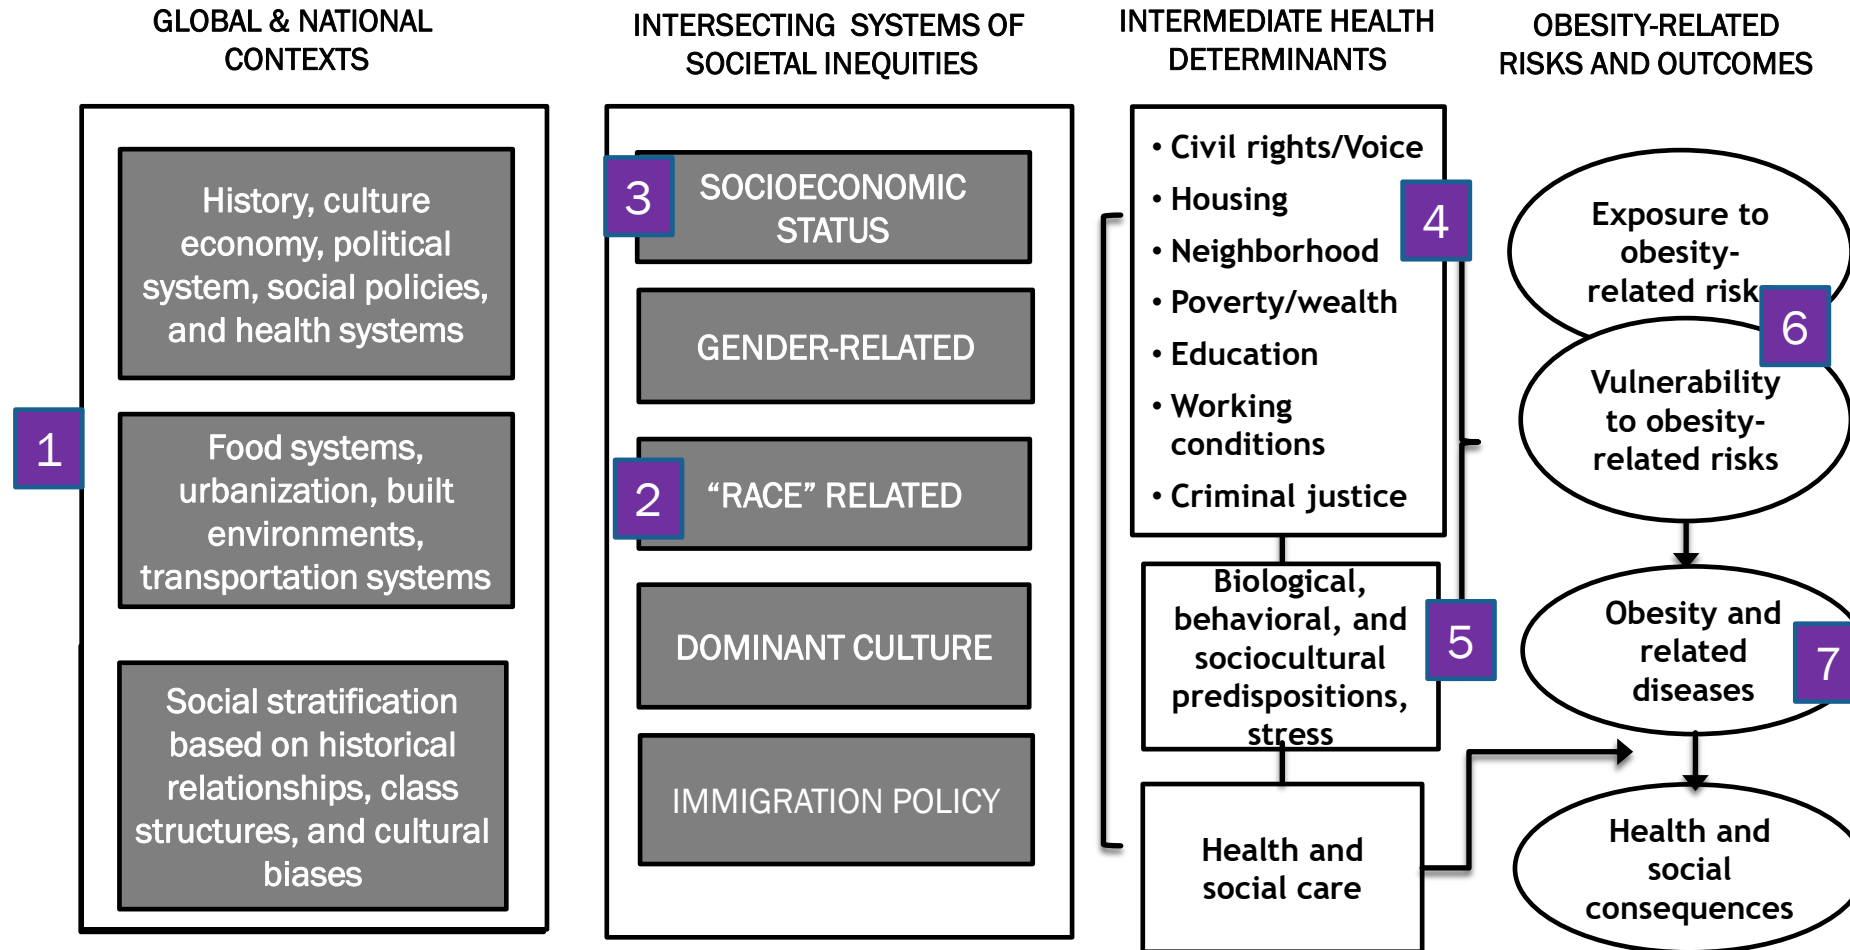 GLOBAL & NATIONAL
CONTEXTS
History, culture
economy, political
system, social policies,
and health systems
1
Food systems,
urbanization, built
environments,
transportation systems
Social stratification
based on historical
relationships, class
structures, and cultural
biases
INTERSECTING SYSTEMS OF
SOCIETAL INEQUITIES
3
SOCIOECONOMIC
STATUS
GENDER-RELATED
2
“RACE” RELATED
DOMINANT CULTURE
IMMIGRATION POLICY
INTERMEDIATE HEALTH
DETERMINANTS
• Civil rights/Voice
• Housing
• Neighborhood
• Poverty/wealth
• Education
• Working
conditions
• Criminal justice
4
Biological,
behavioral, and
sociocultural
predispositions,
stress
5
Health and
social care
OBESITY-RELATED
RISKS AND OUTCOMES
Exposure to
obesity-
related risk
6
Vulnerability
to obesity-
related risks
Obesity and
related
diseases
7
Health and
social
consequences